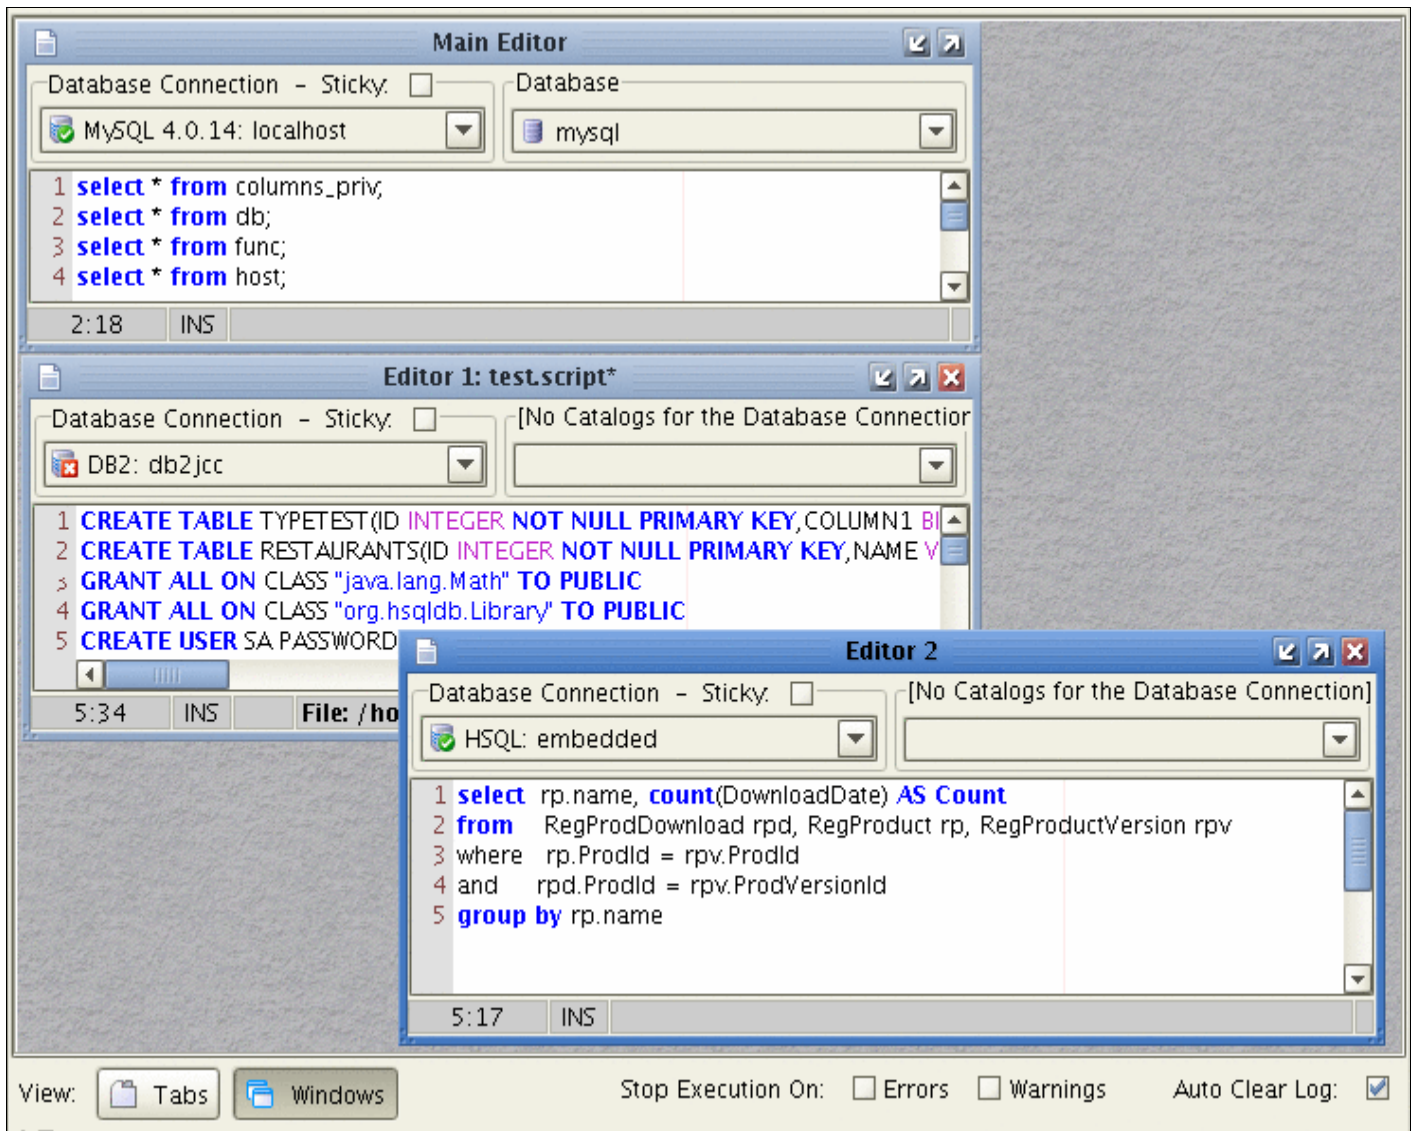 Main Editor
Database Connection - Sticky:
Database
MySQL 4.0.14: localhost
mysql
1 select * from columns_priv;
2 select * from db;
3 select * from func;
4 select * from host;
2:18 INS
Editor 1: test.script*
Database Connection - Sticky:
[No Catalogs for the Database Connection
DB2: db2jcc
1 CREATE TABLE TYPETEST(ID INTEGER NOT NULL PRIMARY KEY,COLUMN1 BI
2 CREATE TABLE RESTAURANTS(ID INTEGER NOT NULL PRIMARY KEY,NAME V
3 GRANT ALL ON CLASS "java.lang.Math" TO PUBLIC
4 GRANT ALL ON CLASS "org.hsqldb.Library" TO PUBLIC
5 CREATE USER SA PASSWORD
5:34 INS File: /ho
Editor 2
Database Connection - Sticky:
[No Catalogs for the Database Connection]
HSQL: embedded
1 select rp.name, count(DownloadDate) AS Count
2 from RegProdDownload rpd, RegProduct rp, RegProductVersion rpv
3 where rp.ProdId = rpv.ProdId
4 and rpd.ProdId = rpv.ProdVersionId
5 group by rp.name
5:17 INS
View: Tabs Windows Stop Execution On: Errors Warnings Auto Clear Log: